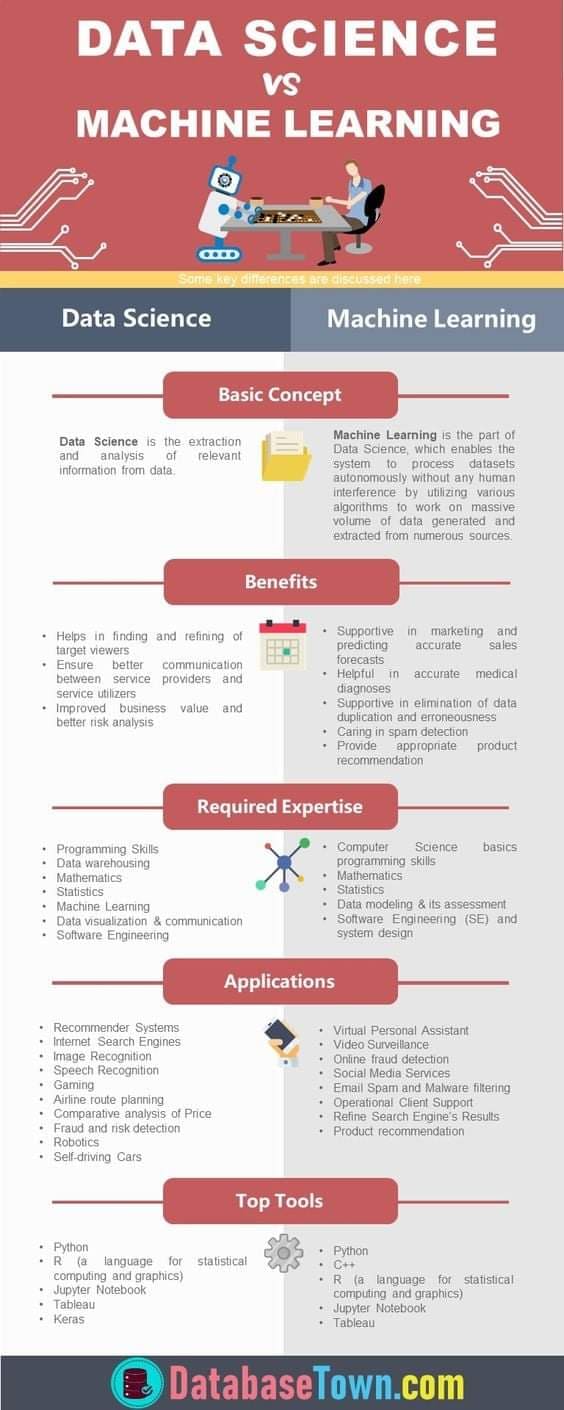 DATA SCIENCE
VS
MACHINE LEARNING
Some key differences are discussed here
Data Science
Machine Learning
Basic Concept
Data Science is the extraction
and analysis of relevant
information from data.
Machine Learning is the part of
Data Science, which enables the
system to process datasets
autonomously without any human
interference by utilizing various
algorithms to work on massive
volume of data generated and
extracted from numerous sources.
Benefits
• Helps in finding and refining of
target viewers
• Ensure better communication
between service providers and
service utilizers
• Improved business value and
better risk analysis
• Supportive in marketing and
predicting accurate sales
forecasts
• Helpful in accurate medical
diagnoses
• Supportive in elimination of data
duplication and erroneousness
• Caring in spam detection
• Provide appropriate product
recommendation
Required Expertise
• Programming Skills
• Data warehousing
• Mathematics
• Statistics
• Machine Learning
• Data visualization & communication
• Software Engineering
• Computer Science basics
programming skills
• Mathematics
• Statistics
• Data modeling & its assessment
• Software Engineering (SE) and
system design
Applications
• Recommender Systems
• Internet Search Engines
• Image Recognition
• Speech Recognition
• Gaming
• Airline route planning
• Comparative analysis of Price
• Fraud and risk detection
• Robotics
• Self-driving Cars
• Virtual Personal Assistant
• Video Surveillance
• Online fraud detection
• Social Media Services
• Email Spam and Malware filtering
• Operational Client Support
• Refine Search Engine's Results
• Product recommendation
Top Tools
• Python
• R (a language for statistical
computing and graphics)
• Jupyter Notebook
• Tableau
• Keras
• Python
• C++
• R (a language for statistical
computing and graphics)
• Jupyter Notebook
• Tableau
DatabaseTown.com